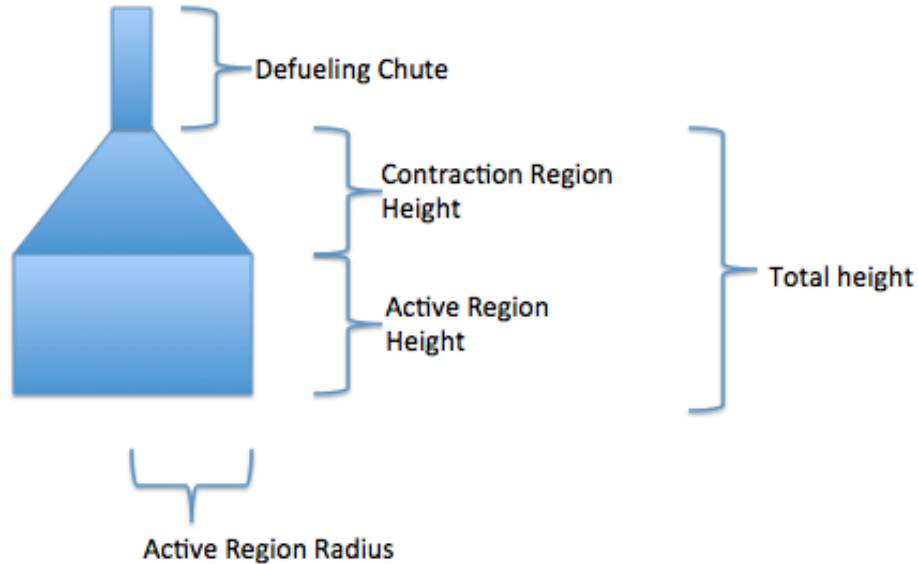 Defueling Chute
Contraction Region
Height
Total height
Active Region
Height
Active Region Radius